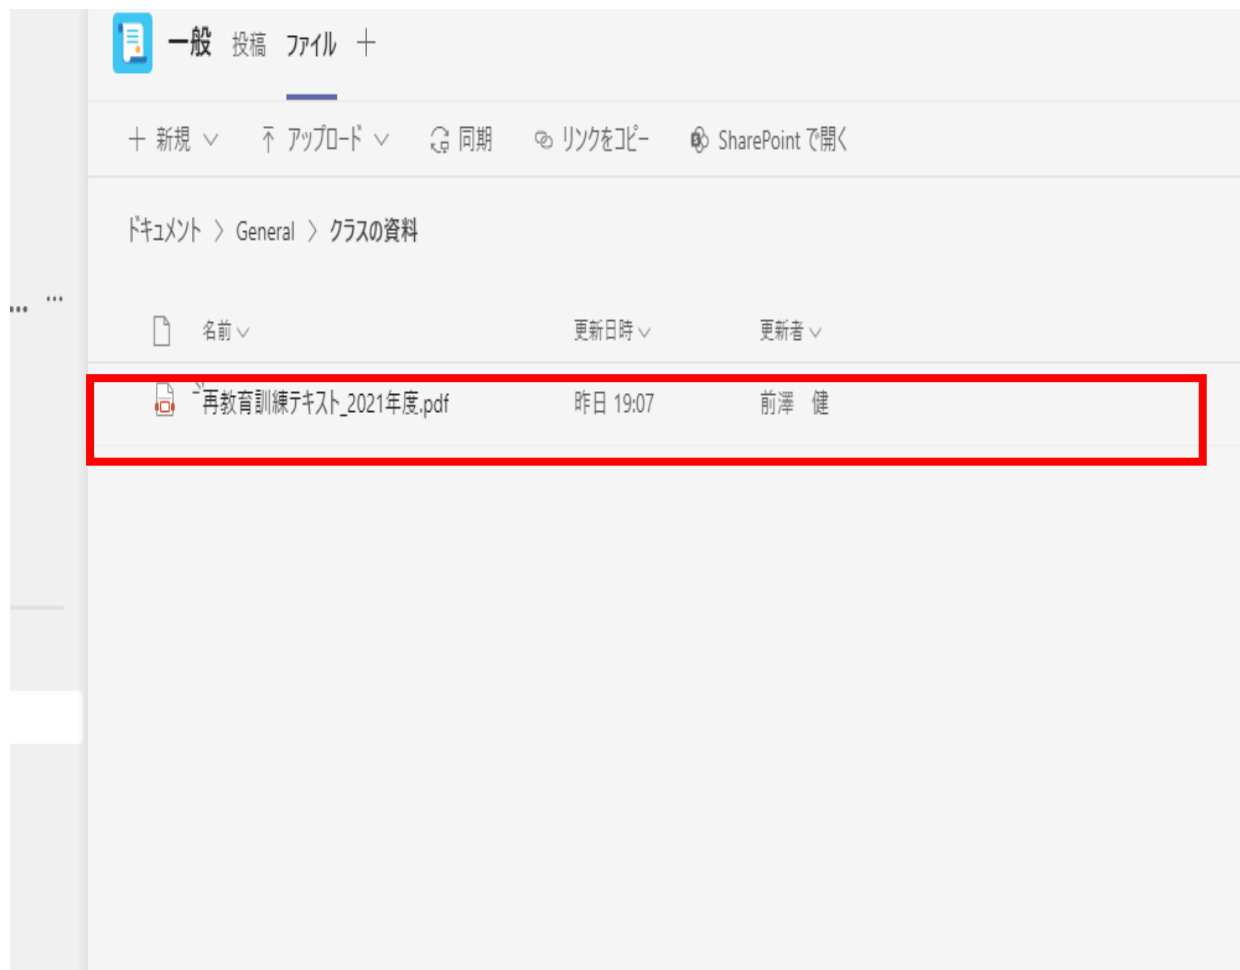 一般 投稿 ファイル
新規 アップロード 同期 リンクをコピー SharePoint で開く
ドキュメント > General > クラスの資料
... ...
名前 更新日時 更新者
再教育訓練テキスト_2021年度.pdf 昨日 19:07 前澤 健